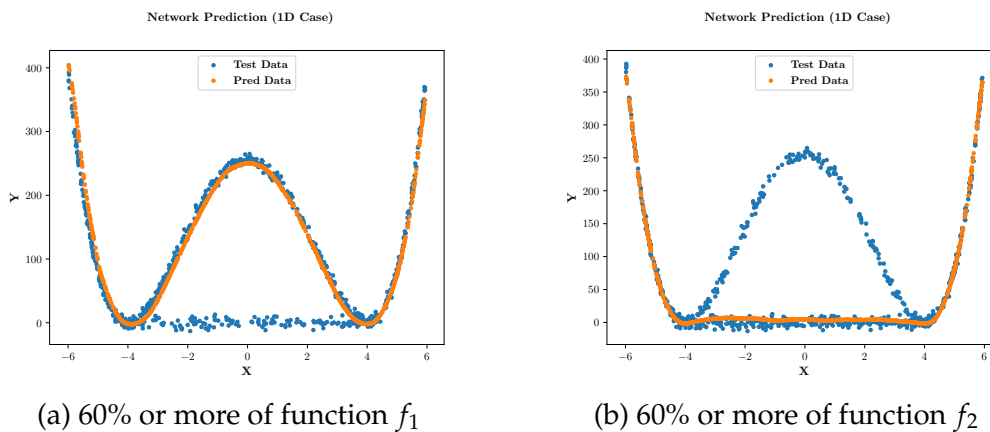 Network Prediction (1D Case)
Test Data
Pred Data
Y
400
300
200
100
0
−6
−4
−2
0
2
4
6
X
(a) 60% or more of function f₁
Network Prediction (1D Case)
Test Data
Pred Data
Y
400
350
300
250
200
150
100
50
0
−6
−4
−2
0
2
4
6
X
(b) 60% or more of function f₂